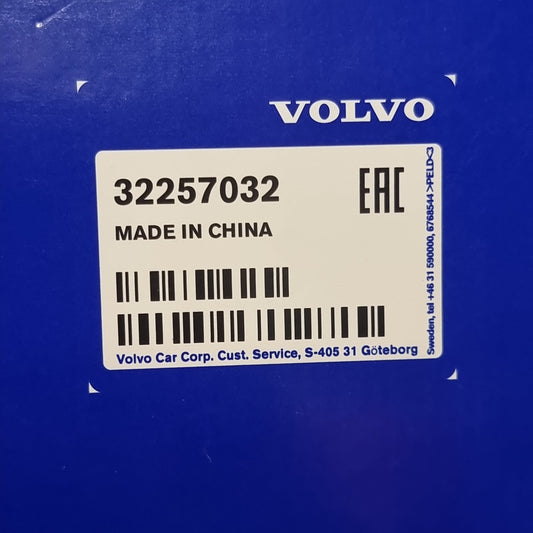 VOLVO
32257032
EAC
MADE IN CHINA
Volvo Car Corp. Cust. Service, S-405 31 Göteborg
Sweden, tel +46 31 590000, 6768544 >PELD<3